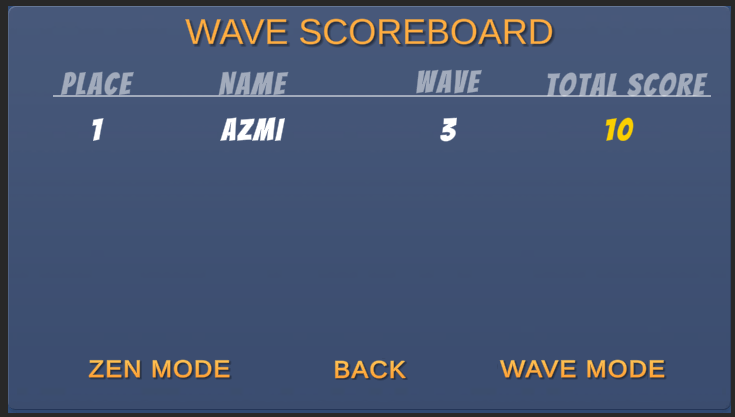 WAVE SCOREBOARD
PLACE NAME WAVE TOTAL SCORE
1 AZMI 3 10
ZEN MODE BACK WAVE MODE